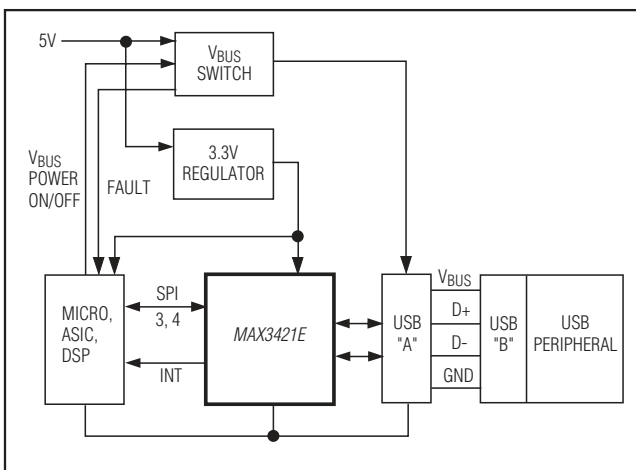 5V
VBUS
SWITCH
3.3V
REGULATOR
VBUS
POWER
ON/OFF
FAULT
MICRO,
ASIC,
DSP
SPI
3, 4
INT
MAX3421E
USB
"A"
VBUS
D+
D-
GND
USB
"B"
USB
PERIPHERAL